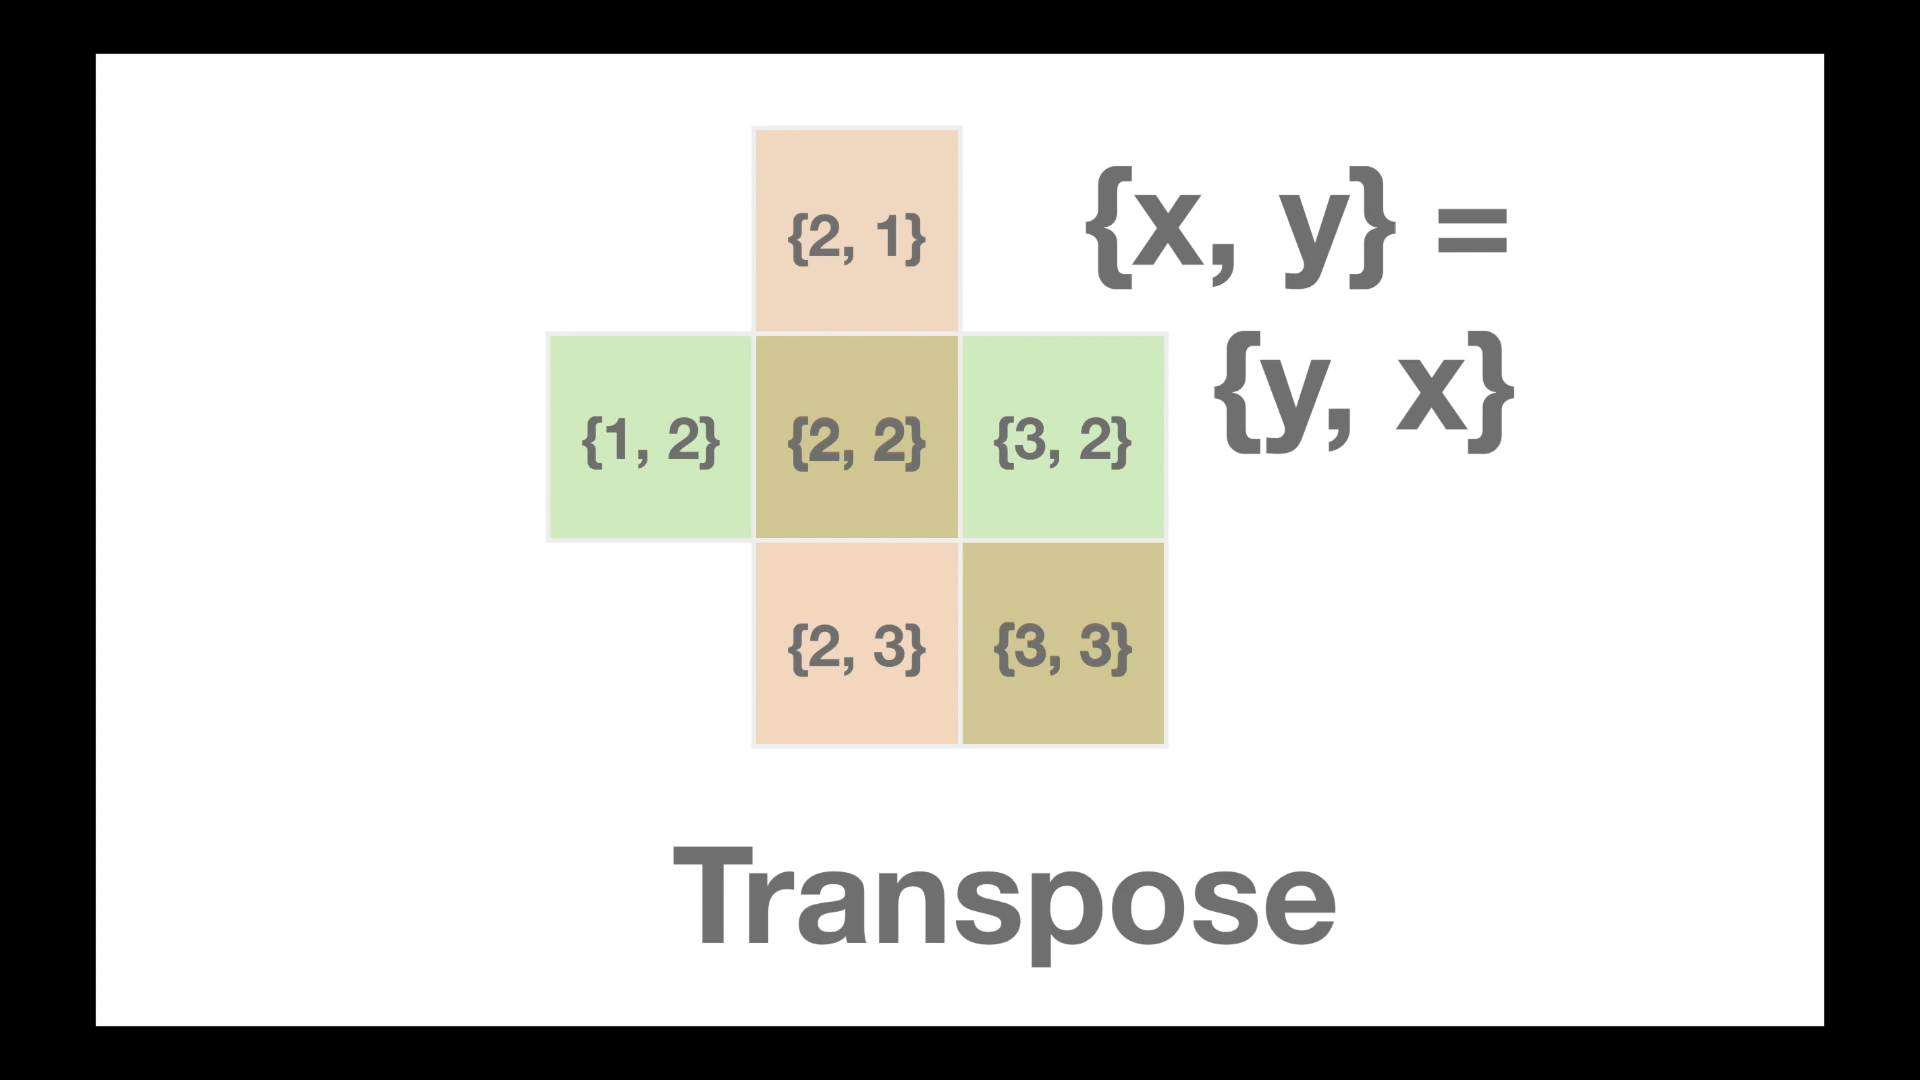 {2, 1}
{x, y} =
{y, x}
{1, 2} {2, 2} {3, 2}
{2, 3} {3, 3}
Transpose